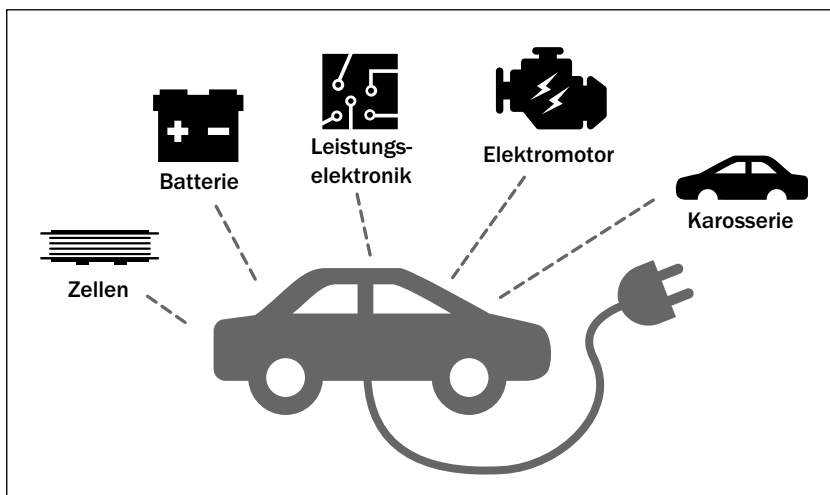 Zellen
Batterie
Leistungs-
elektronik
Elektromotor
Karosserie